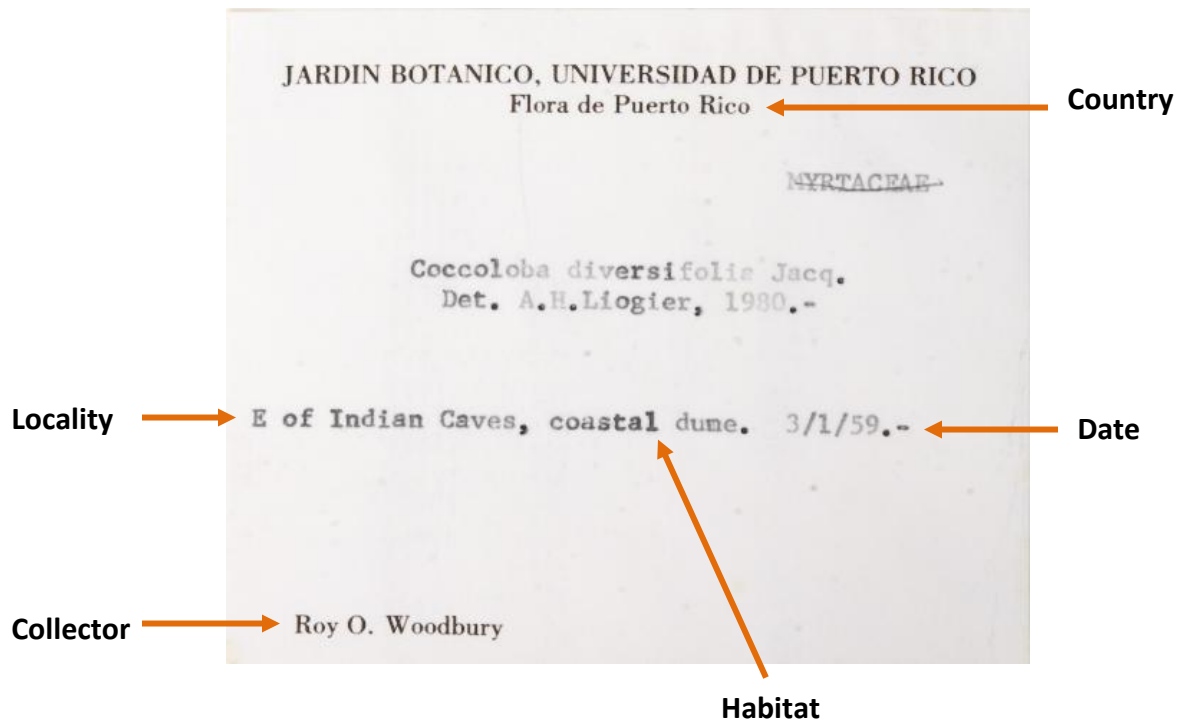 JARDIN BOTANICO, UNIVERSIDAD DE PUERTO RICO
Flora de Puerto Rico
Country
MYRTACEAE
Coccoloba diversifolia Jacq.
Det. A.H.Liogier, 1980.-
Locality
E of Indian Caves, coastal dune. 3/1/59.-
Date
Collector
Roy O. Woodbury
Habitat